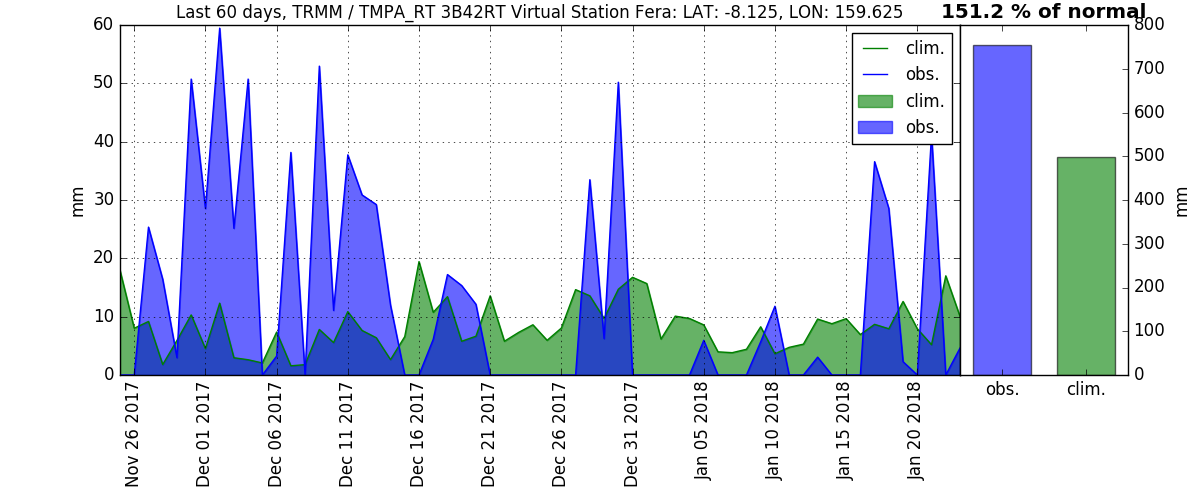 Last 60 days, TRMM / TMPA_RT 3B42RT Virtual Station Fera: LAT: -8.125, LON: 159.625
151.2 % of normal
60
50
40
30
20
10
0
mm
clim.
obs.
clim.
obs.
800
700
600
500
400
300
200
100
0
mm
Nov 26 2017
Dec 01 2017
Dec 06 2017
Dec 11 2017
Dec 16 2017
Dec 21 2017
Dec 26 2017
Dec 31 2017
Jan 05 2018
Jan 10 2018
Jan 15 2018
Jan 20 2018
obs.
clim.